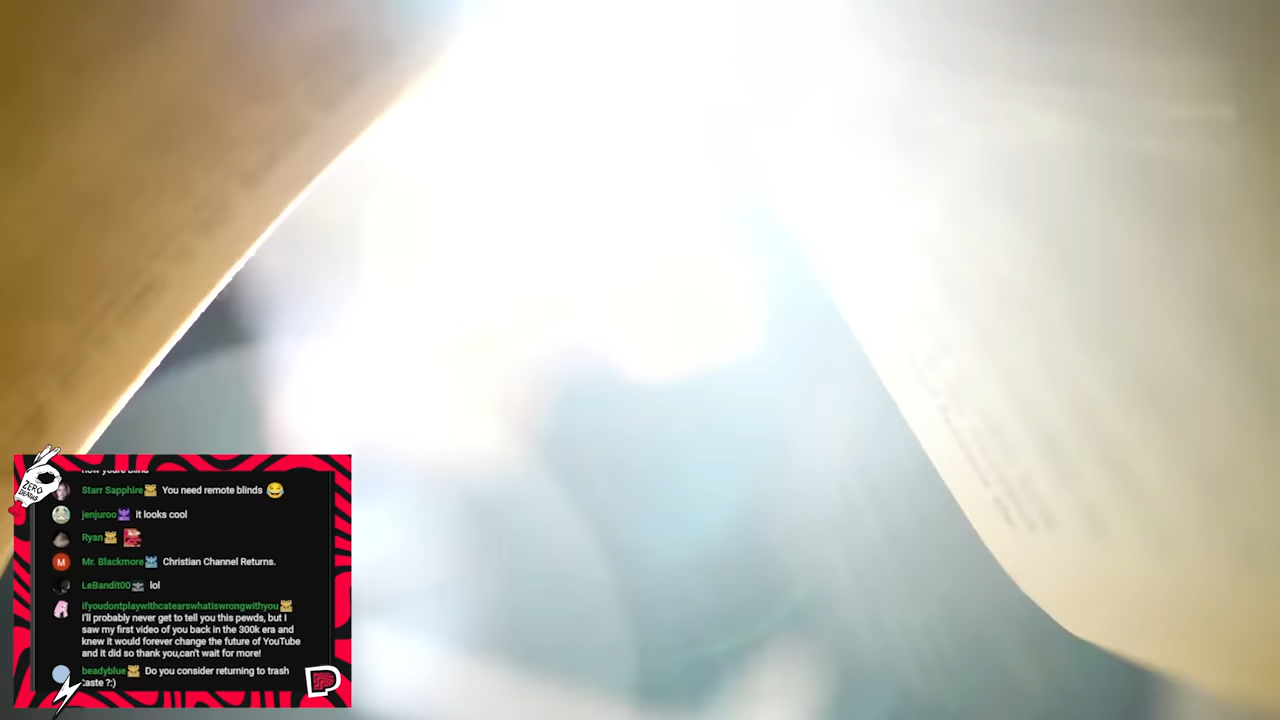 Starr Sapphire You need remote blinds
jenjuroo it looks cool
Ryan
M Mr. Blackmore Christian Channel Returns.
LeBandit00 lol
ifyoudontplaywithcatearswhatiswrongwithyou
I'll probably never get to tell you this pewds, but I
saw my first video of you back in the 300k era and
knew it would forever change the future of YouTube
and it did so thank you,can't wait for more!
beadyblue Do you consider returning to trash
taste ?:)
ZERO
DEATHS